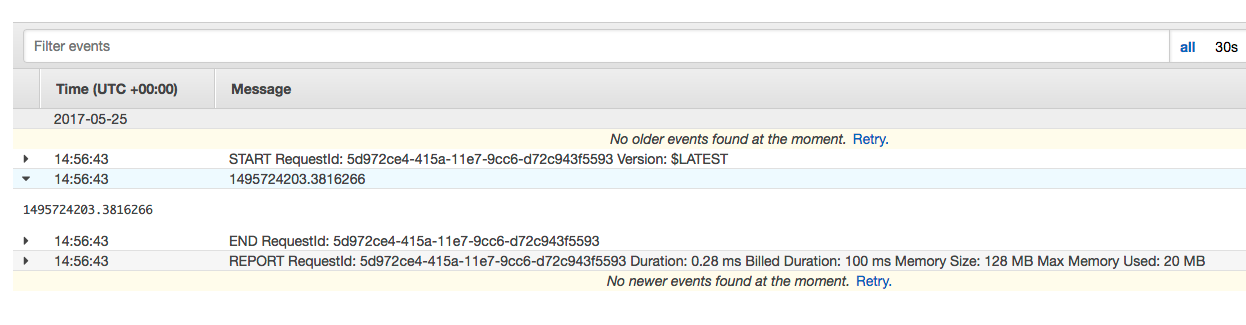 Filter events all 30s
Time (UTC +00:00) Message
2017-05-25
No older events found at the moment. Retry.
14:56:43 START RequestId: 5d972ce4-415a-11e7-9cc6-d72c943f5593 Version: $LATEST
14:56:43 1495724203.3816266
1495724203.3816266
14:56:43 END RequestId: 5d972ce4-415a-11e7-9cc6-d72c943f5593
14:56:43 REPORT RequestId: 5d972ce4-415a-11e7-9cc6-d72c943f5593 Duration: 0.28 ms Billed Duration: 100 ms Memory Size: 128 MB Max Memory Used: 20 MB
No newer events found at the moment. Retry.